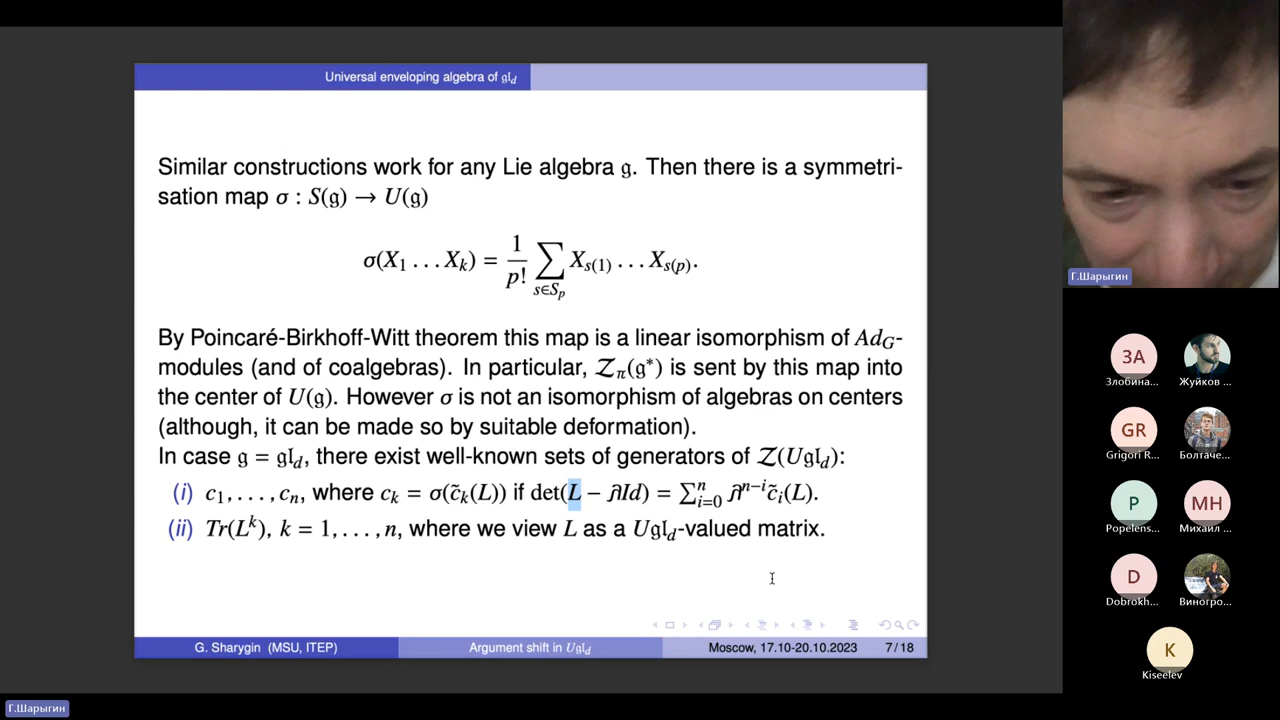 Universal enveloping algebra of 𝔤𝔩_d
Similar constructions work for any Lie algebra 𝔤. Then there is a symmetri-
sation map σ : S(𝔤) → U(𝔤)
σ(X_1 … X_k) = 1/p! ∑_{s∈S_p} X_{s(1)} … X_{s(p)}.
By Poincaré-Birkhoff-Witt theorem this map is a linear isomorphism of Ad_G-
modules (and of coalgebras). In particular, 𝒵_π(𝔤*) is sent by this map into
the center of U(𝔤). However σ is not an isomorphism of algebras on centers
(although, it can be made so by suitable deformation).
In case 𝔤 = 𝔤𝔩_d, there exist well-known sets of generators of 𝒵(U𝔤𝔩_d):
(i) c_1, …, c_n, where c_k = σ(c̃_k(L)) if det(L − λId) = ∑_{i=0}^n λ^{n−i} c̃_i(L).
(ii) Tr(L^k), k = 1, …, n, where we view L as a U𝔤𝔩_d-valued matrix.
G. Sharygin (MSU, ITEP)
Argument shift in U𝔤𝔩_d
Moscow, 17.10-20.10.2023
7 / 18
Г.Шарыгин
ЗА
Злобина...
Жуйков ...
GR
Grigori R...
Болтаче...
P
Popelens...
МН
Михаил ...
D
Dobrokh...
Виногро...
K
Kiseelev
Г.Шарыгин